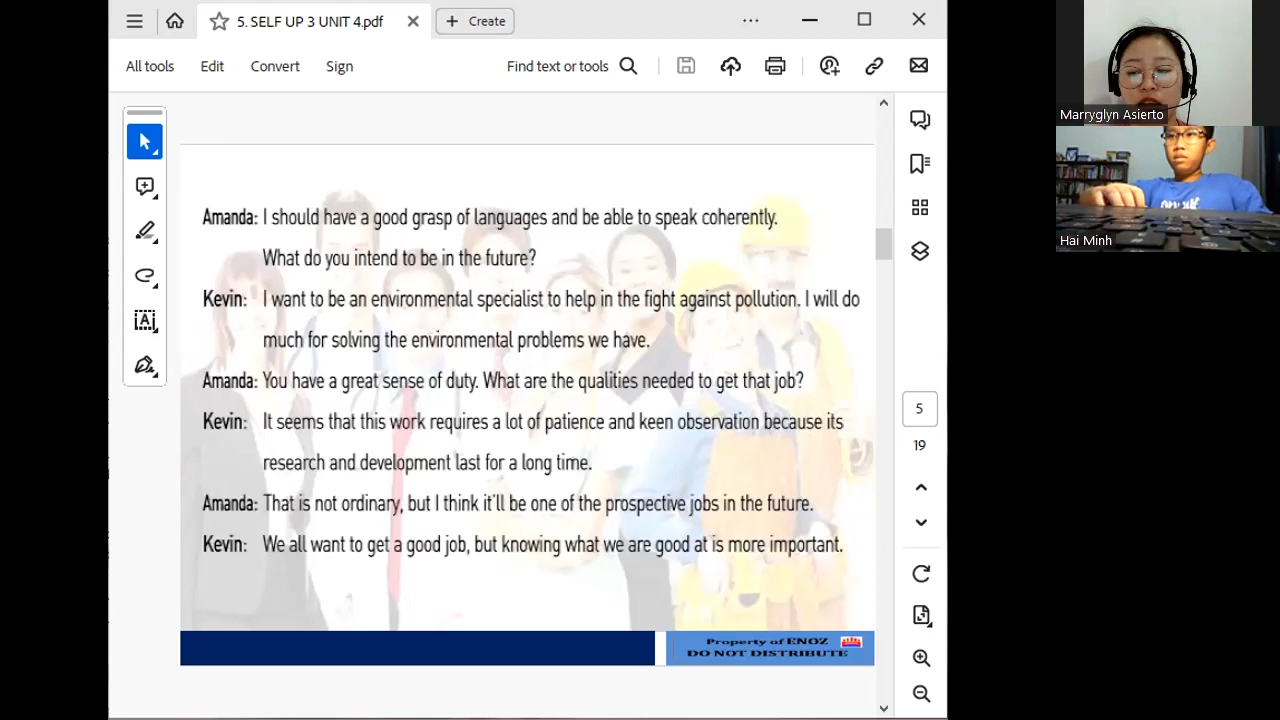 5. SELF UP 3 UNIT 4.pdf
Create
All tools
Edit
Convert
Sign
Find text or tools
Amanda: I should have a good grasp of languages and be able to speak coherently.
What do you intend to be in the future?
Kevin: I want to be an environmental specialist to help in the fight against pollution. I will do
much for solving the environmental problems we have.
Amanda: You have a great sense of duty. What are the qualities needed to get that job?
Kevin: It seems that this work requires a lot of patience and keen observation because its
research and development last for a long time.
Amanda: That is not ordinary, but I think it'll be one of the prospective jobs in the future.
Kevin: We all want to get a good job, but knowing what we are good at is more important.
Property of ENOZ
DO NOT DISTRIBUTE
5
19
Marryglyn Asierto
Hai Minh